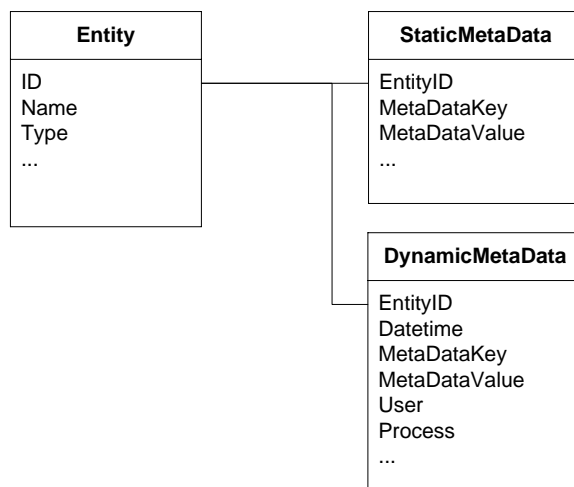 Entity
ID
Name
Type
...
StaticMetaData
EntityID
MetaDataKey
MetaDataValue
...
DynamicMetaData
EntityID
Datetime
MetaDataKey
MetaDataValue
User
Process
...